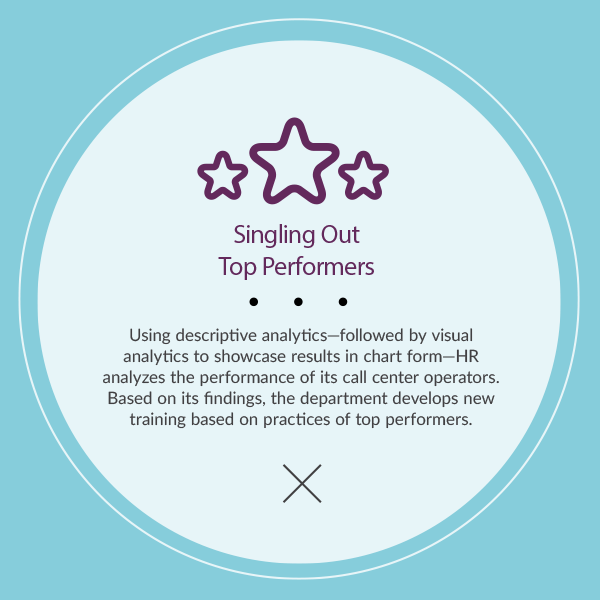 Singling Out
Top Performers
Using descriptive analytics—followed by visual
analytics to showcase results in chart form—HR
analyzes the performance of its call center operators.
Based on its findings, the department develops new
training based on practices of top performers.